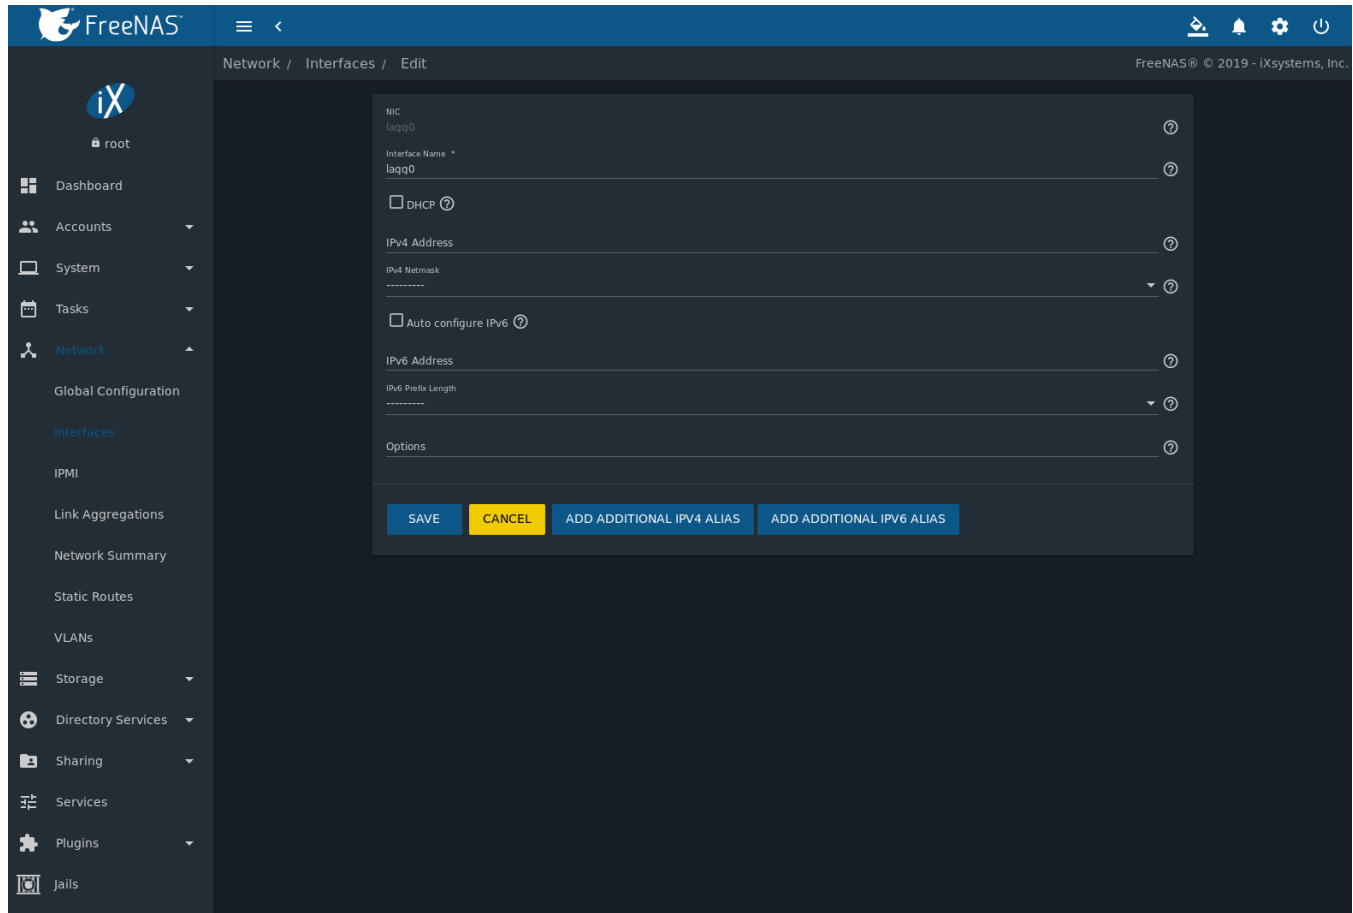 FreeNAS
Network / Interfaces / Edit
FreeNAS® © 2019 - iXsystems, Inc.
iX
root
Dashboard
Accounts
System
Tasks
Network
Global Configuration
Interfaces
IPMI
Link Aggregations
Network Summary
Static Routes
VLANs
Storage
Directory Services
Sharing
Services
Plugins
Jails
NIC
lagg0
Interface Name *
lagg0
DHCP
IPv4 Address
IPv4 Netmask
---------
Auto configure IPv6
IPv6 Address
IPv6 Prefix Length
---------
Options
SAVE
CANCEL
ADD ADDITIONAL IPV4 ALIAS
ADD ADDITIONAL IPV6 ALIAS